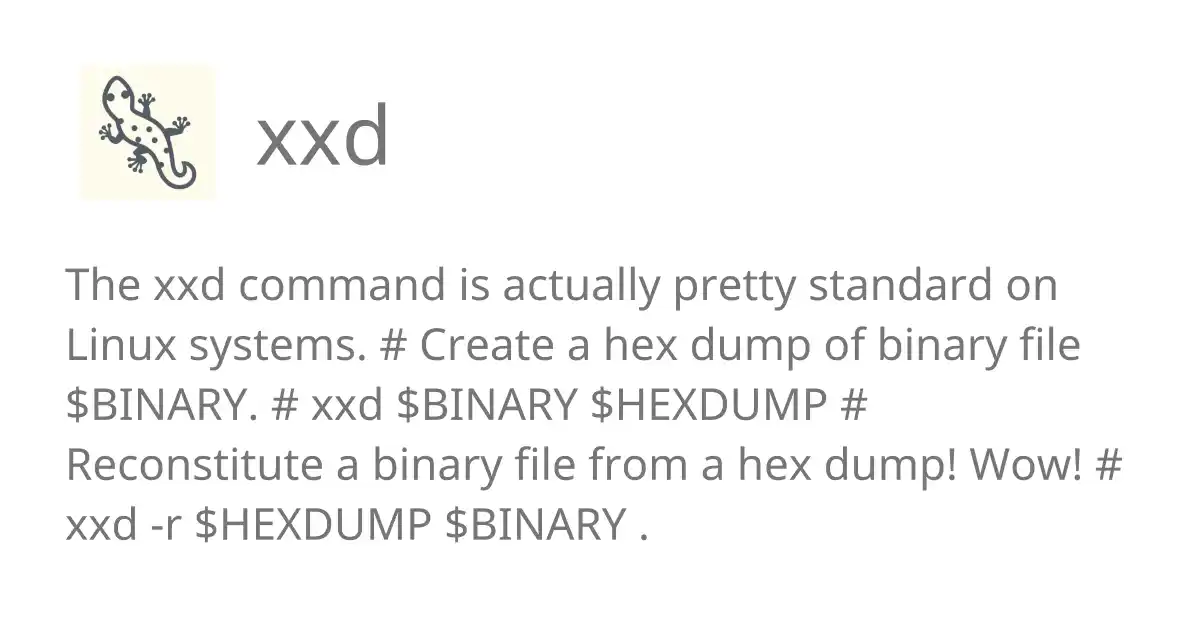 xxd
The xxd command is actually pretty standard on
Linux systems. # Create a hex dump of binary file
$BINARY. # xxd $BINARY $HEXDUMP #
Reconstitute a binary file from a hex dump! Wow! #
xxd -r $HEXDUMP $BINARY .